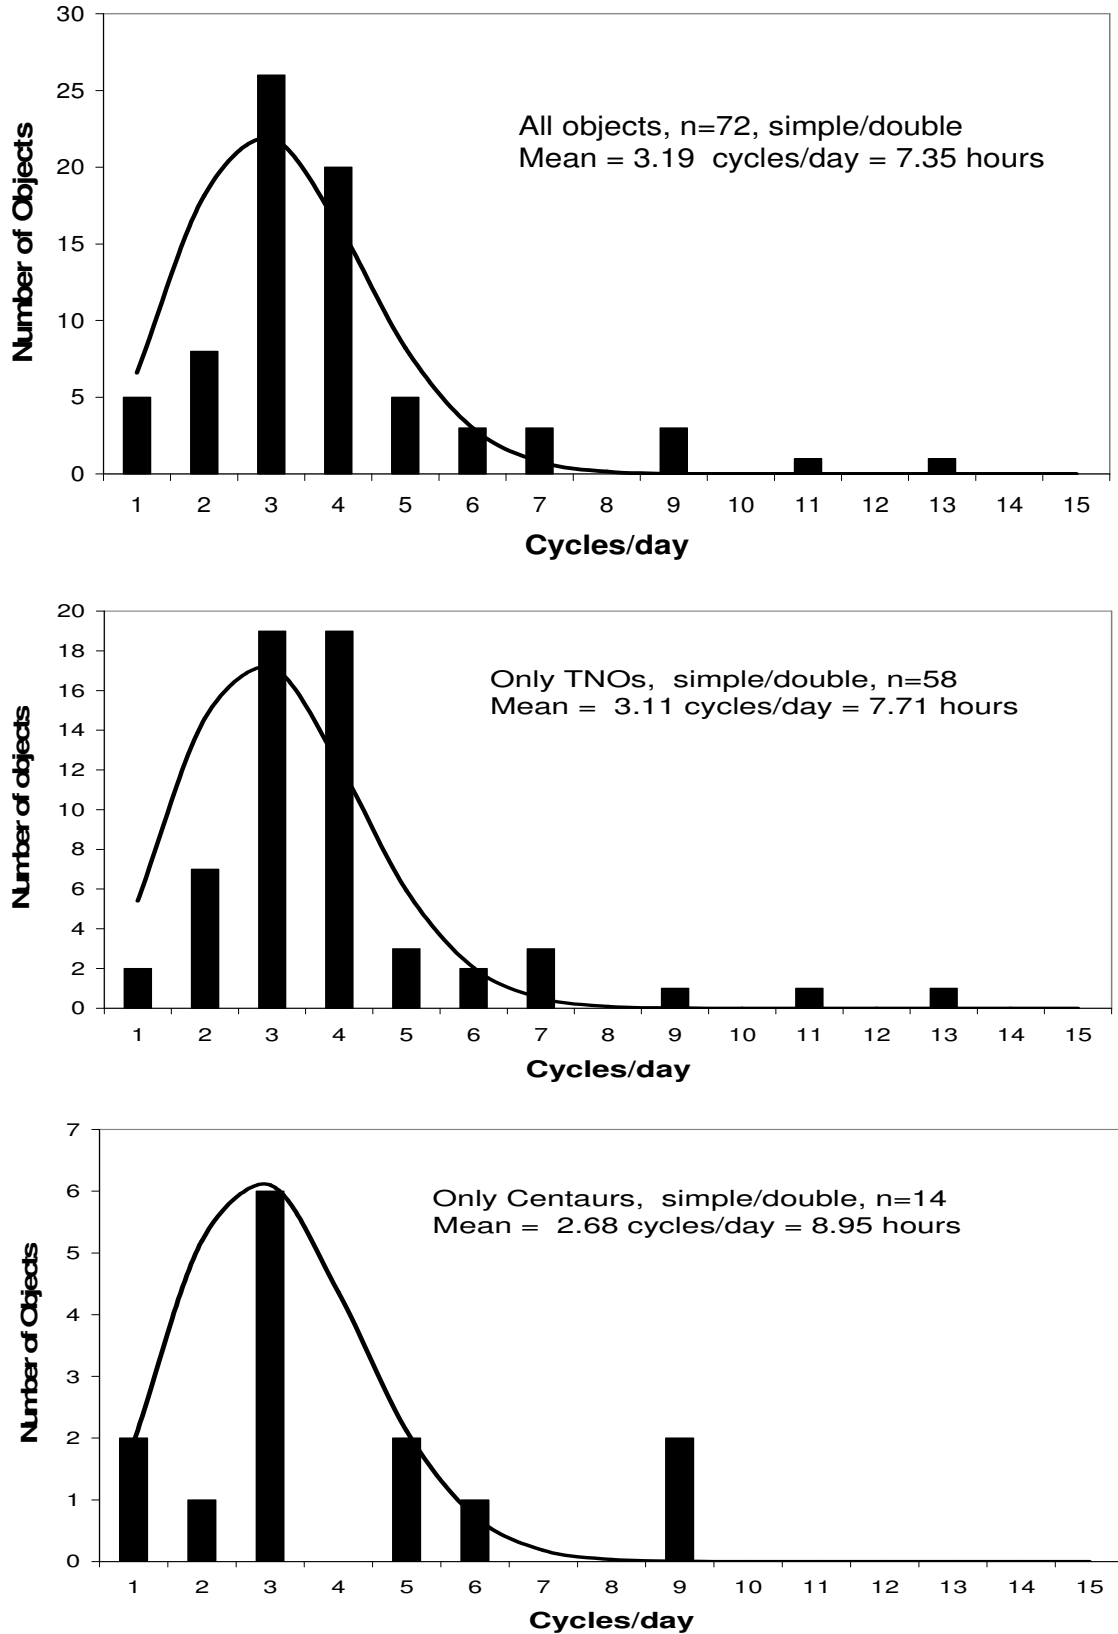 30
25
20
15
10
5
0
Number of Objects
All objects, n=72, simple/double
Mean = 3.19 cycles/day = 7.35 hours
1 2 3 4 5 6 7 8 9 10 11 12 13 14 15
Cycles/day
20
18
16
14
12
10
8
6
4
2
0
Number of objects
Only TNOs, simple/double, n=58
Mean = 3.11 cycles/day = 7.71 hours
1 2 3 4 5 6 7 8 9 10 11 12 13 14 15
Cycles/day
7
6
5
4
3
2
1
0
Number of Objects
Only Centaurs, simple/double, n=14
Mean = 2.68 cycles/day = 8.95 hours
1 2 3 4 5 6 7 8 9 10 11 12 13 14 15
Cycles/day